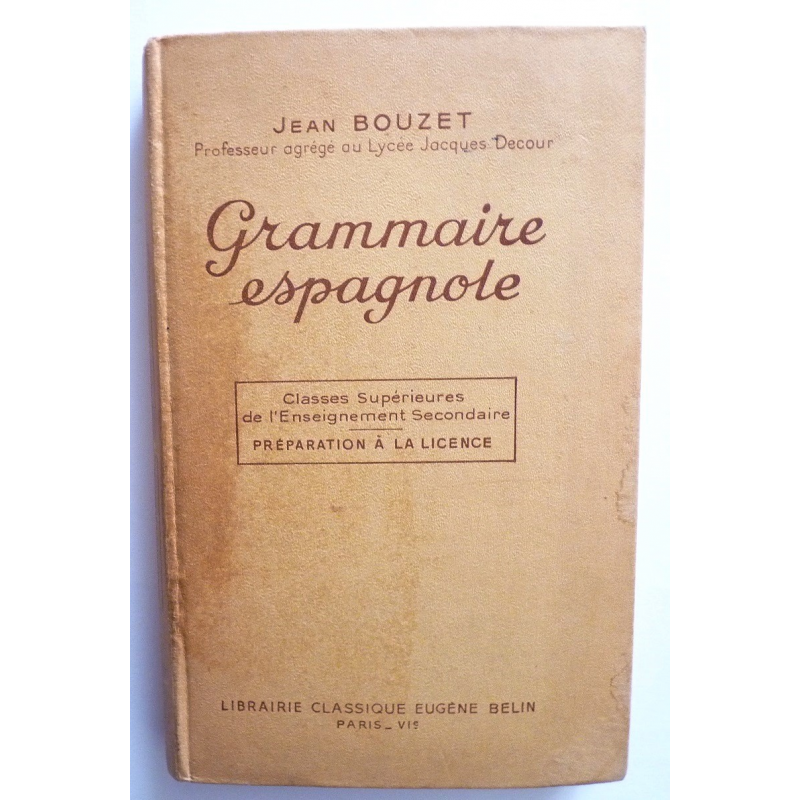 JEAN BOUZET
Professeur agrégé au Lycée Jacques Decour
Grammaire
espagnole
Classes Supérieures
de l'Enseignement Secondaire
PRÉPARATION À LA LICENCE
LIBRAIRIE CLASSIQUE EUGÈNE BELIN
PARIS_VIe